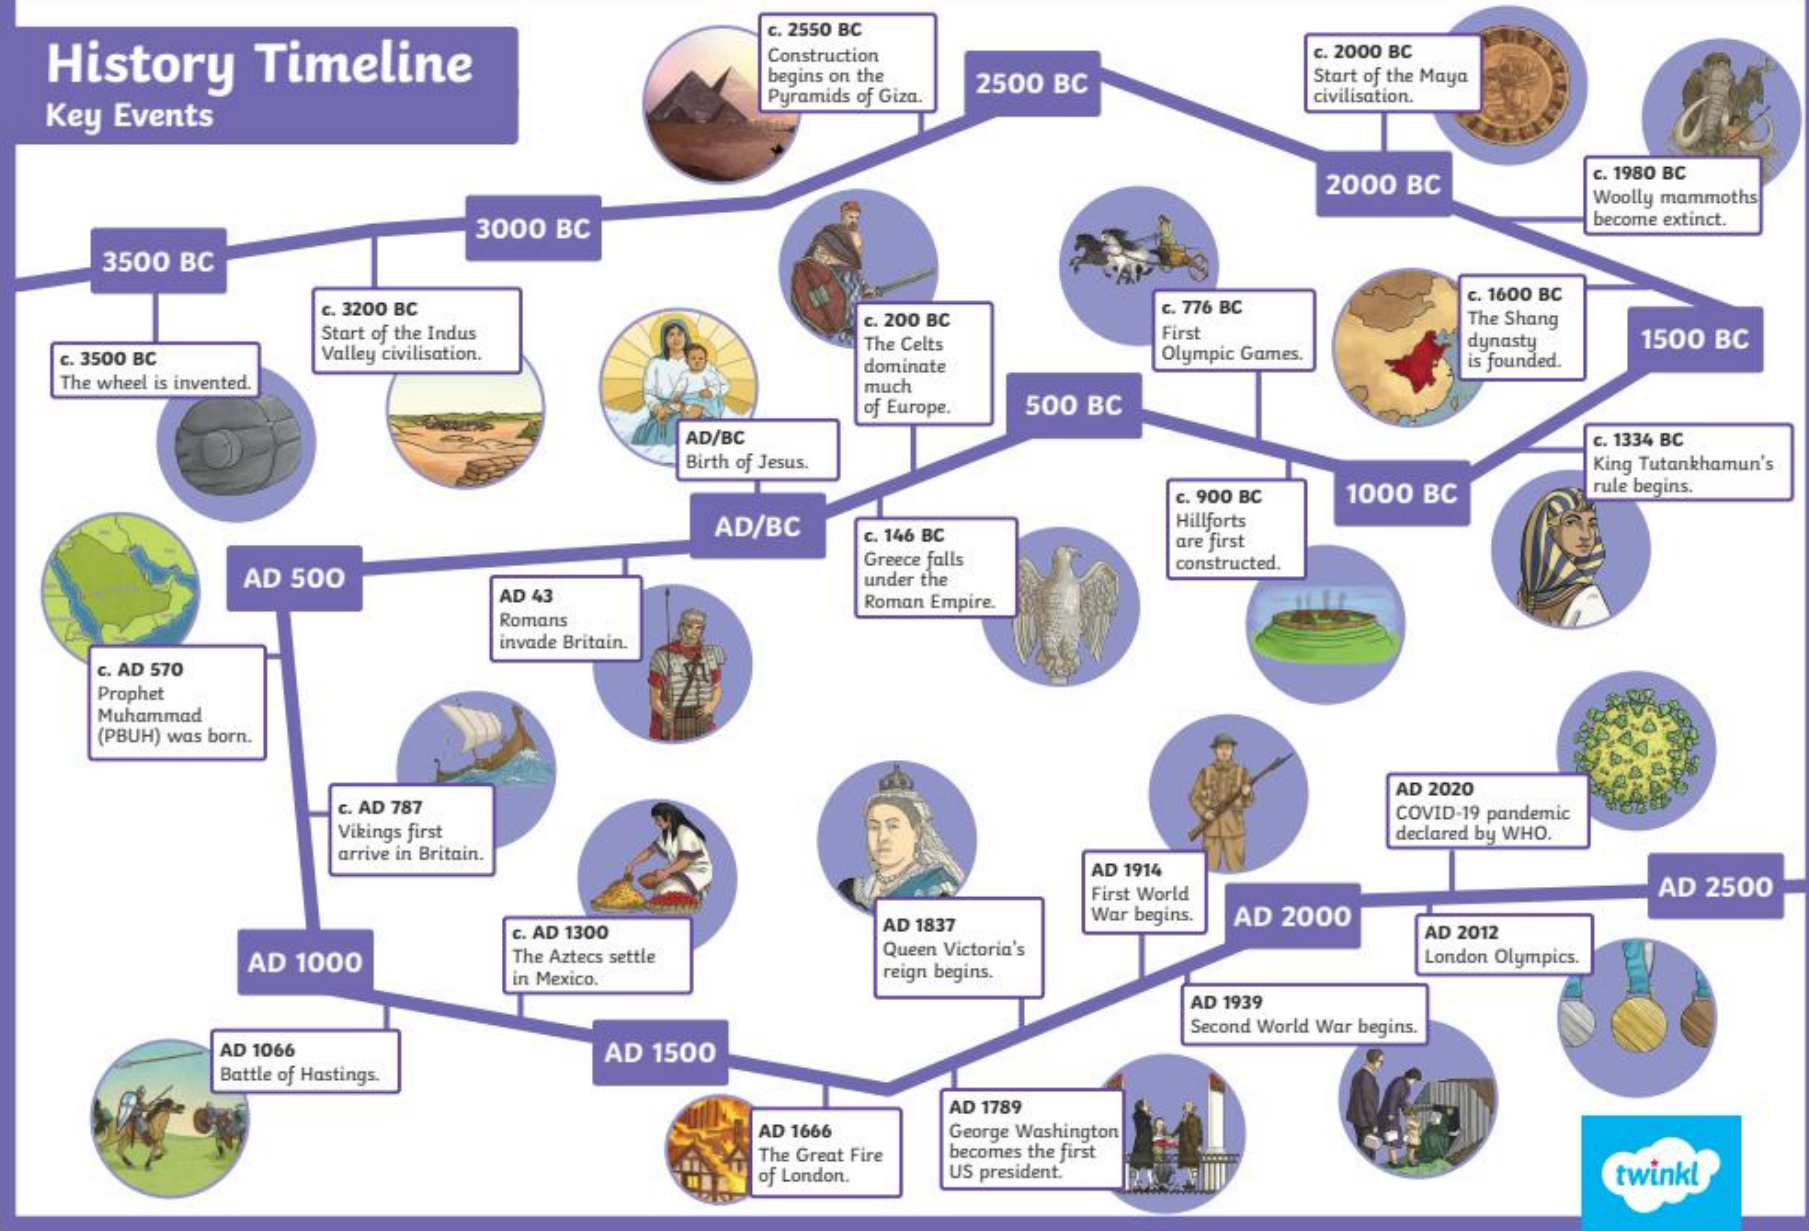 History Timeline
Key Events
3500 BC
c. 3500 BC
The wheel is invented.
c. 3200 BC
Start of the Indus
Valley civilisation.
3000 BC
c. 2550 BC
Construction
begins on the
Pyramids of Giza.
2500 BC
c. 2000 BC
Start of the Maya
civilisation.
2000 BC
c. 1980 BC
Woolly mammoths
become extinct.
c. 1600 BC
The Shang
dynasty
is founded.
1500 BC
c. 1334 BC
King Tutankhamun's
rule begins.
1000 BC
c. 900 BC
Hillforts
are first
constructed.
c. 776 BC
First
Olympic Games.
500 BC
c. 200 BC
The Celts
dominate
much
of Europe.
c. 146 BC
Greece falls
under the
Roman Empire.
AD/BC
Birth of Jesus.
AD/BC
AD 43
Romans
invade Britain.
AD 500
c. AD 570
Prophet
Muhammad
(PBUH) was born.
c. AD 787
Vikings first
arrive in Britain.
AD 1000
AD 1066
Battle of Hastings.
c. AD 1300
The Aztecs settle
in Mexico.
AD 1500
AD 1666
The Great Fire
of London.
AD 1789
George Washington
becomes the first
US president.
AD 1837
Queen Victoria's
reign begins.
AD 1914
First World
War begins.
AD 1939
Second World War begins.
AD 2000
AD 2012
London Olympics.
AD 2020
COVID-19 pandemic
declared by WHO.
AD 2500
twinkl